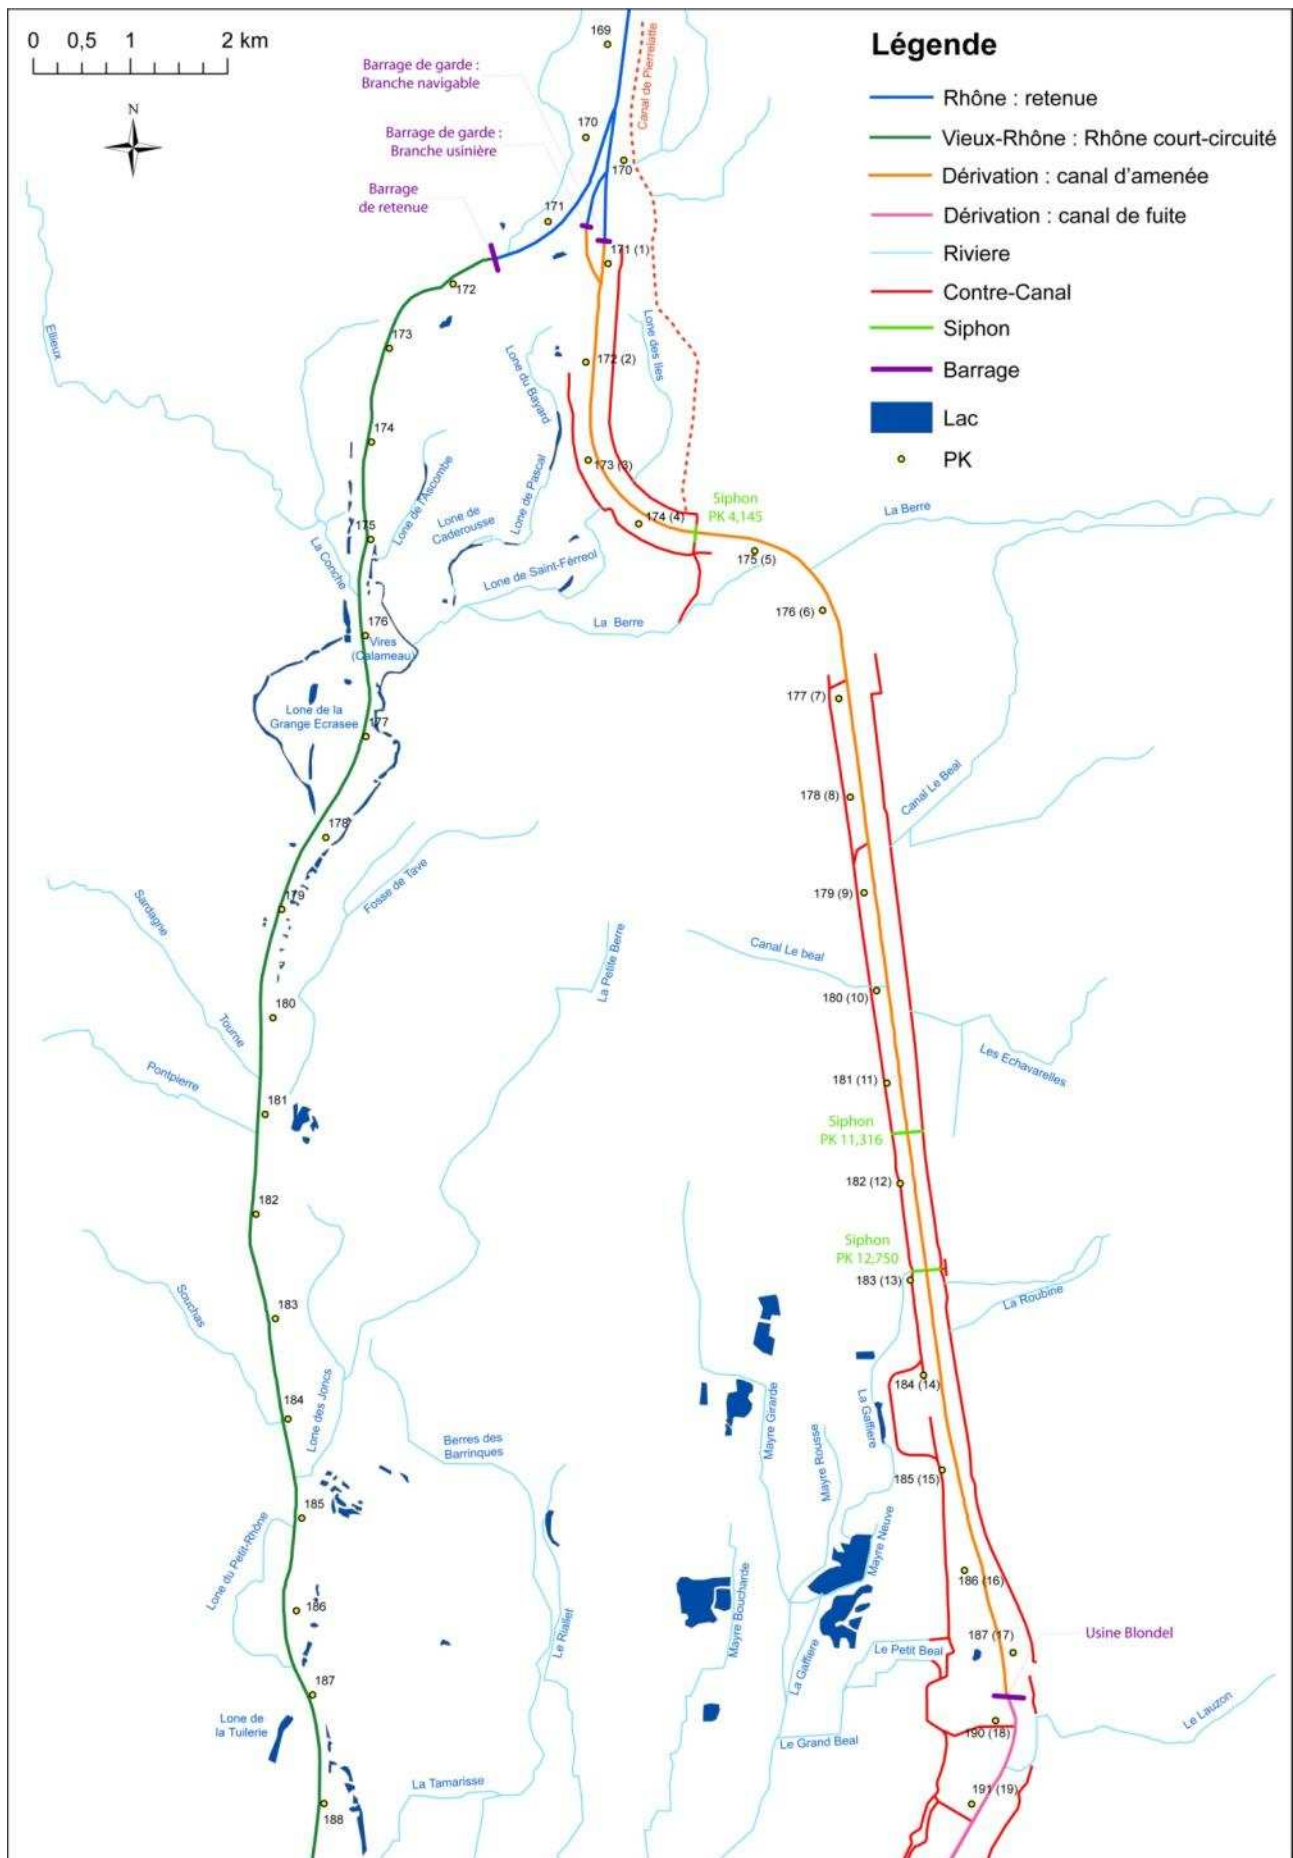 0 0,5 1 2 km
N
Légende
Rhône : retenue
Vieux-Rhône : Rhône court-circuité
Dérivation : canal d'amenée
Dérivation : canal de fuite
Riviere
Contre-Canal
Siphon
Barrage
Lac
PK
Barrage de garde :
Branche navigable
Barrage de garde :
Branche usinière
Barrage
de retenue
Canal de Pierrelatte
169
170
170
171
171 (1)
172
173
172 (2)
Ellieux
Lone du Bayard
Lone des Iles
174
173 (3)
Lone de l'Ascombe
Lone de Pascal
Lone de
Caderousse
174 (4)
Siphon
PK 4,145
La Berre
175
175 (5)
La Conche
Lone de Saint-Férreol
176 (6)
La Berre
176
Vires
(Calameau)
177 (7)
Lone de la
Grange Ecrasee
177
178 (8)
Canal Le Beal
178
Fosse de Tave
179
179 (9)
Sardagne
La Petite Berre
Canal Le beal
180 (10)
180
Tourne
Les Echavarelles
Pontpierre
181 (11)
181
Siphon
PK 11,316
182 (12)
182
Siphon
PK 12,750
183 (13)
La Roubine
183
Souchas
184 (14)
184
Lone des Joncs
Mayre Girarde
La Gaffiere
Berres des
Barrinques
Mayre Rousse
185 (15)
185
Lone du Petit-Rhône
Mayre Neuve
186 (16)
186
Mayre Boucharde
Le Riallet
187 (17)
Usine Blondel
Le Petit Beal
La Gaffiere
187
Lone de
la Tuilerie
190 (18)
Le Lauzon
Le Grand Beal
La Tamarisse
191 (19)
188